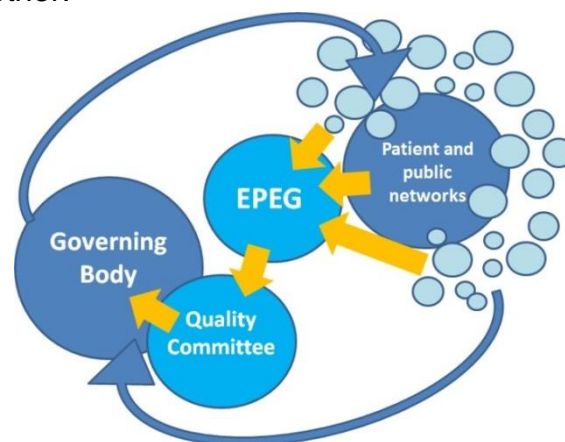 Patient and
public
networks
EPEG
Governing
Body
Quality
Committee